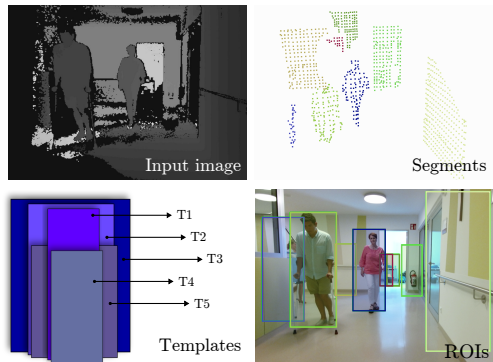 Input image
Segments
T1
T2
T3
T4
T5
Templates
ROIs